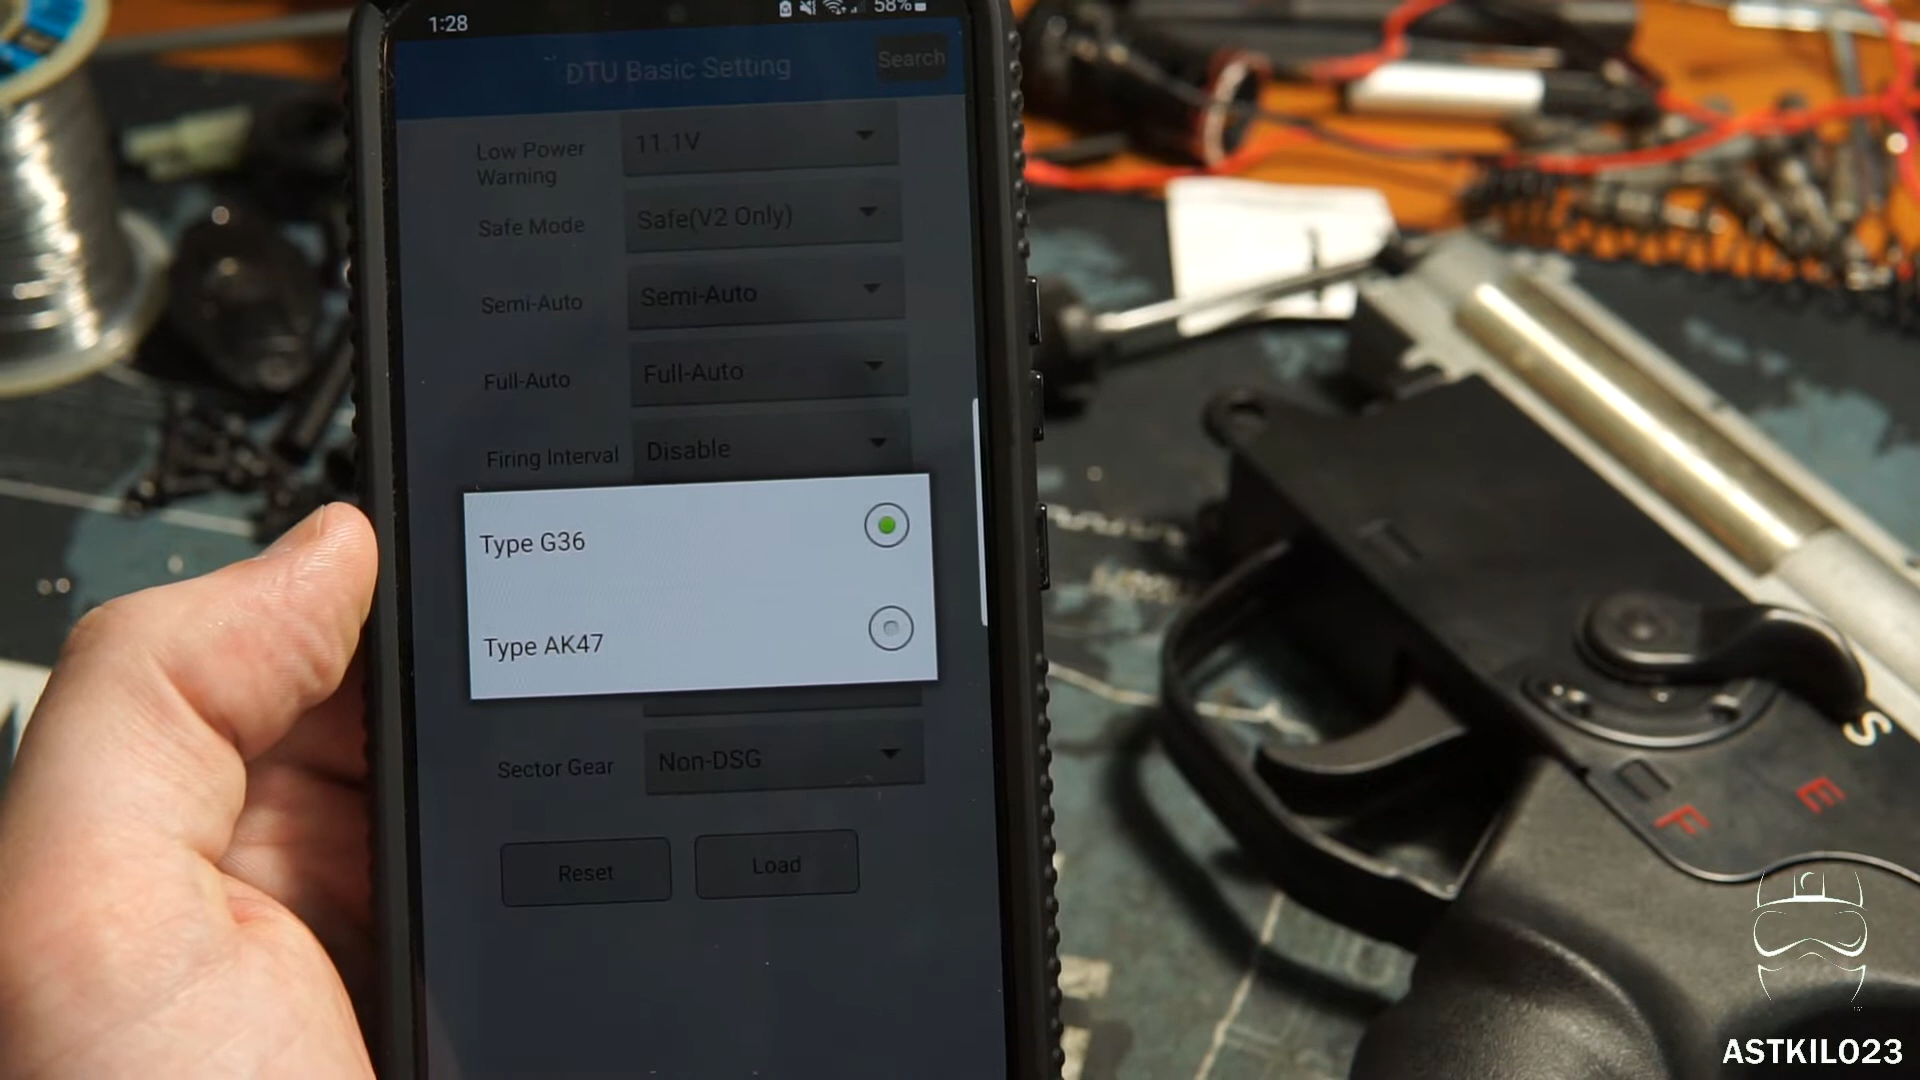 1:28
58%
DTU Basic Setting
Search
Low Power
Warning
11.1V
Safe Mode
Safe(V2 Only)
Semi-Auto
Semi-Auto
Full-Auto
Full-Auto
Firing Interval
Disable
Type G36
Type AK47
Sector Gear
Non-DSG
Reset
Load
S
E
F
ASTKILO23